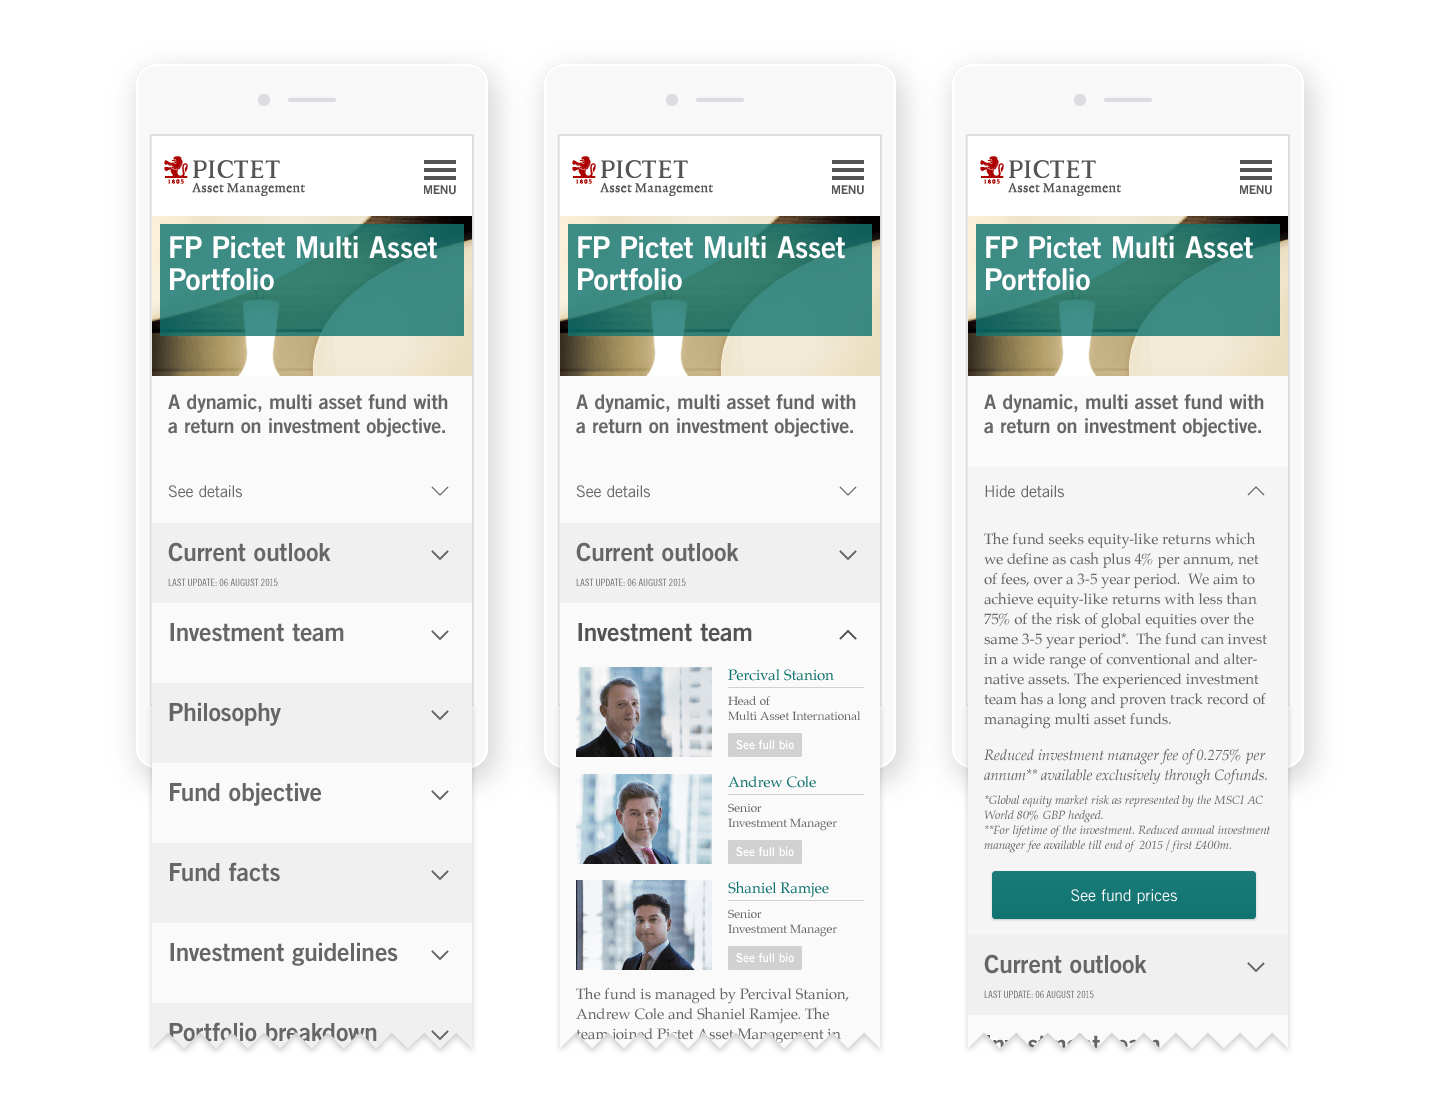 1805
PICTET
Asset Management
MENU
FP Pictet Multi Asset
Portfolio
A dynamic, multi asset fund with
a return on investment objective.
See details
Current outlook
LAST UPDATE: 06 AUGUST 2015
Investment team
Philosophy
Fund objective
Fund facts
Investment guidelines
Portfolio breakdown
1805
PICTET
Asset Management
MENU
FP Pictet Multi Asset
Portfolio
A dynamic, multi asset fund with
a return on investment objective.
See details
Current outlook
LAST UPDATE: 06 AUGUST 2015
Investment team
Percival Stanion
Head of
Multi Asset International
See full bio
Andrew Cole
Senior
Investment Manager
See full bio
Shaniel Ramjee
Senior
Investment Manager
See full bio
The fund is managed by Percival Stanion,
Andrew Cole and Shaniel Ramjee. The
team joined Pictet Asset Management in
1805
PICTET
Asset Management
MENU
FP Pictet Multi Asset
Portfolio
A dynamic, multi asset fund with
a return on investment objective.
Hide details
The fund seeks equity-like returns which
we define as cash plus 4% per annum, net
of fees, over a 3-5 year period. We aim to
achieve equity-like returns with less than
75% of the risk of global equities over the
same 3-5 year period*. The fund can invest
in a wide range of conventional and alter-
native assets. The experienced investment
team has a long and proven track record of
managing multi asset funds.
Reduced investment manager fee of 0.275% per
annum** available exclusively through Cofunds.
*Global equity market risk as represented by the MSCI AC
World 80% GBP hedged.
**For lifetime of the investment. Reduced annual investment
manager fee available till end of 2015 / first £400m.
See fund prices
Current outlook
LAST UPDATE: 06 AUGUST 2015
Investment team